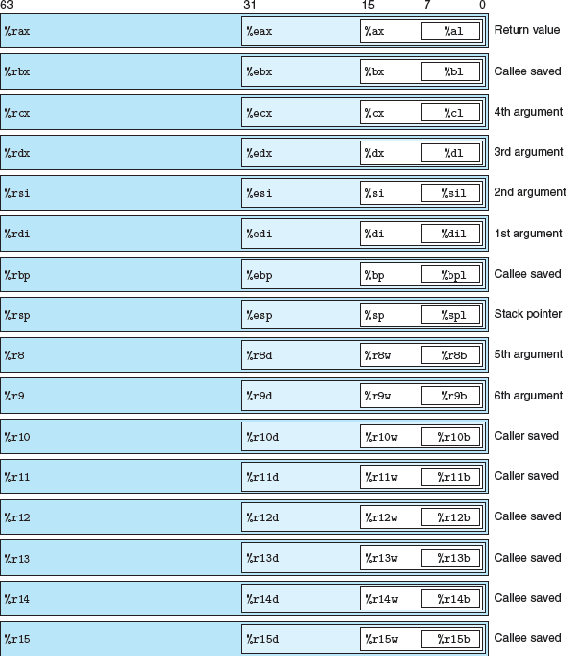 63 31 15 7 0
%rax %eax %ax %al Return value
%rbx %ebx %bx %bl Callee saved
%rcx %ecx %cx %cl 4th argument
%rdx %edx %dx %dl 3rd argument
%rsi %esi %si %sil 2nd argument
%rdi %edi %di %dil 1st argument
%rbp %ebp %bp %bpl Callee saved
%rsp %esp %sp %spl Stack pointer
%r8 %r8d %r8w %r8b 5th argument
%r9 %r9d %r9w %r9b 6th argument
%r10 %r10d %r10w %r10b Caller saved
%r11 %r11d %r11w %r11b Caller saved
%r12 %r12d %r12w %r12b Callee saved
%r13 %r13d %r13w %r13b Callee saved
%r14 %r14d %r14w %r14b Callee saved
%r15 %r15d %r15w %r15b Callee saved